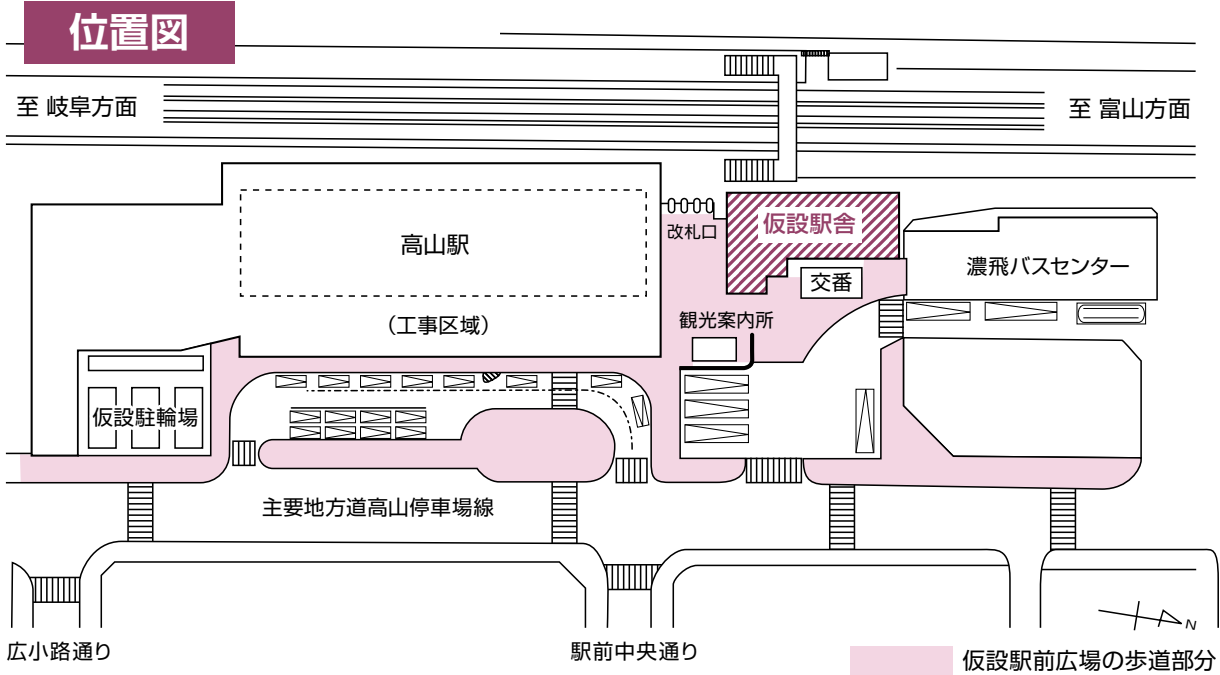 位置図
至 岐阜方面
至 富山方面
改札口
仮設駅舎
高山駅
濃飛バスセンター
交番
(工事区域)
観光案内所
仮設駐輪場
主要地方道高山停車場線
N
広小路通り
駅前中央通り
仮設駅前広場の歩道部分